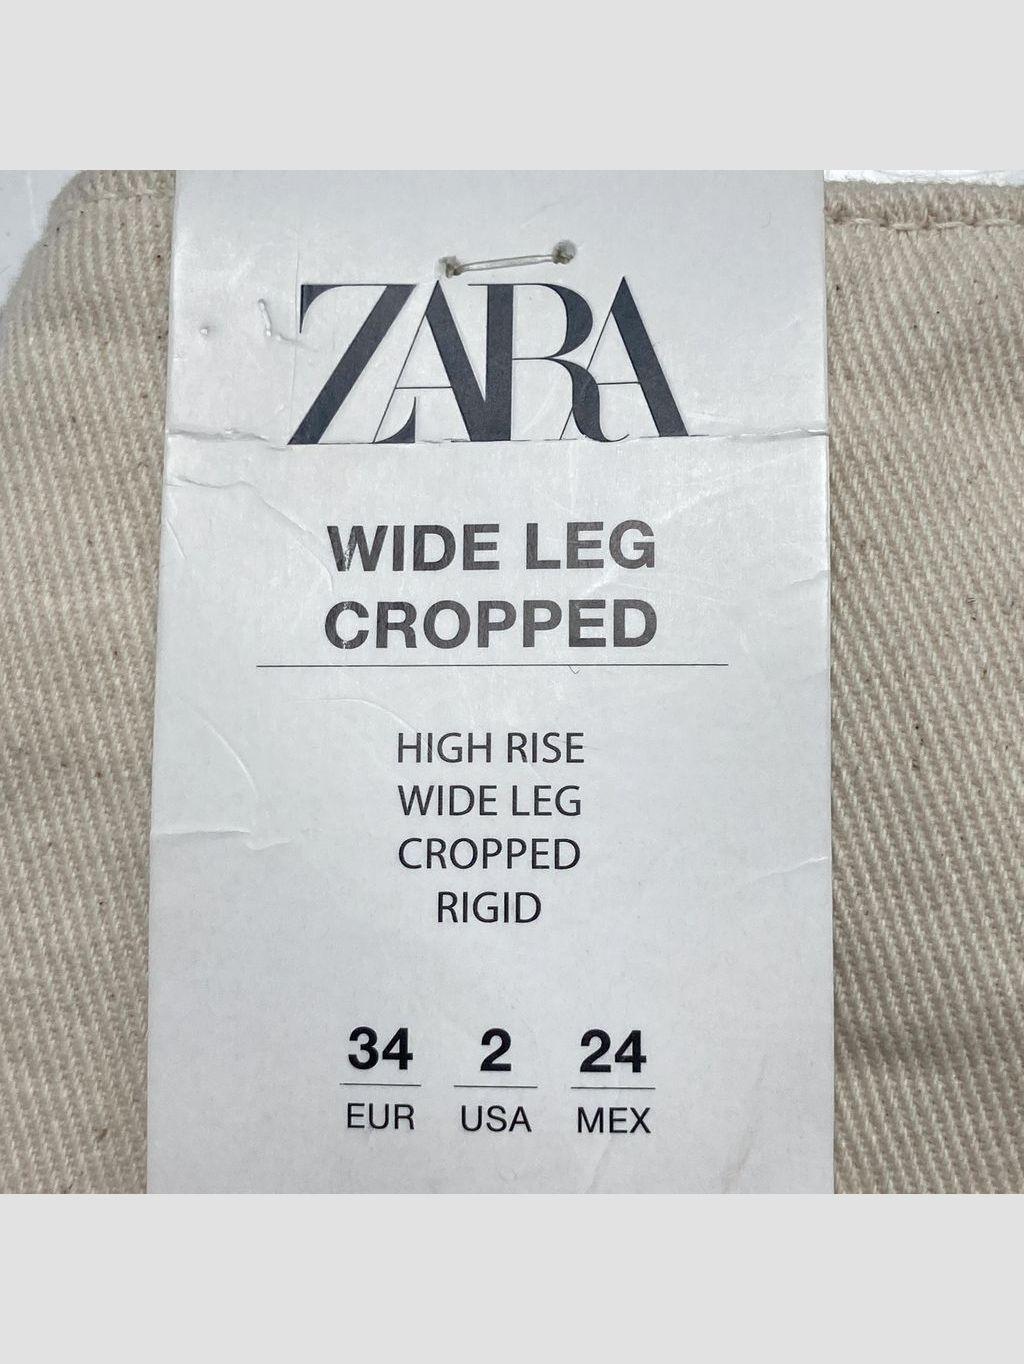 ZARA
WIDE LEG
CROPPED
HIGH RISE
WIDE LEG
CROPPED
RIGID
34 2 24
EUR USA MEX